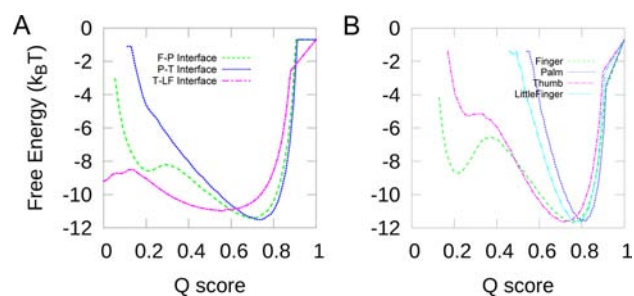 A
F-P Interface
P-T Interface
T-LF Interface
Free Energy (kBT)
0
-2
-4
-6
-8
-10
-12
0 0.2 0.4 0.6 0.8 1
Q score
B
Finger
Palm
Thumb
LittleFinger
0
-2
-4
-6
-8
-10
-12
0 0.2 0.4 0.6 0.8 1
Q score